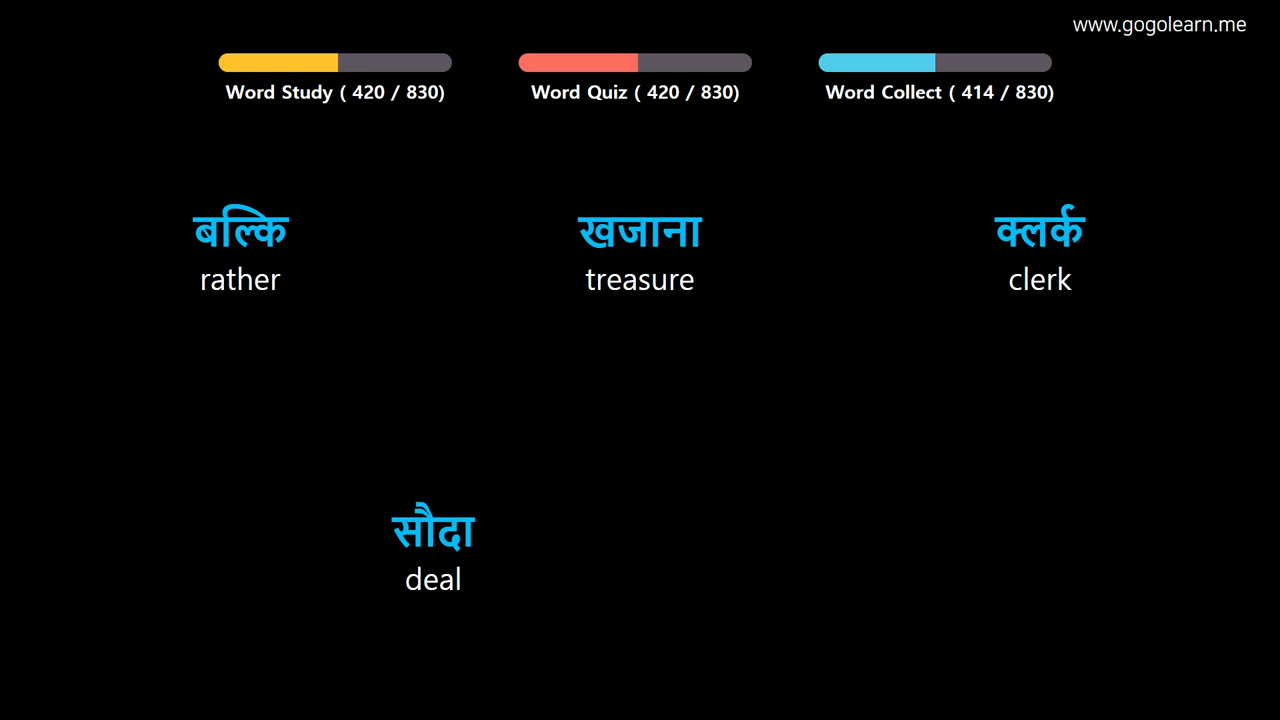 www.gogolearn.me
Word Study ( 420 / 830)
Word Quiz ( 420 / 830)
Word Collect ( 414 / 830)
बल्कि
rather
खजाना
treasure
क्लर्क
clerk
सौदा
deal